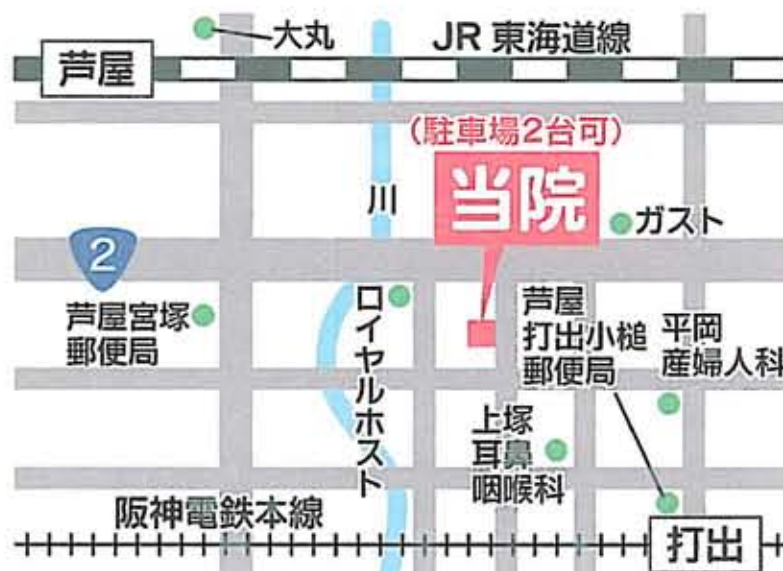 大丸
JR 東海道線
芦屋
（駐車場2台可）
当院
川
ガスト
2
芦屋宮塚
郵便局
ロイヤルホスト
芦屋
打出小槌
郵便局
平岡
産婦人科
上塚
耳鼻
咽喉科
阪神電鉄本線
打出